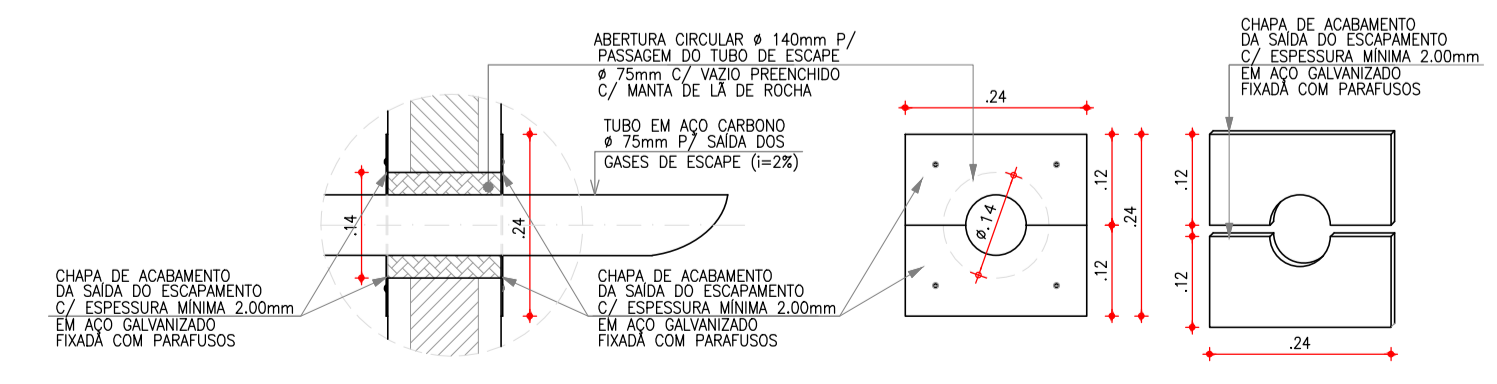 ABERTURA CIRCULAR ø 140mm P/
PASSAGEM DO TUBO DE ESCAPE
ø 75mm C/ VAZIO PREENCHIDO
C/ MANTA DE LÃ DE ROCHA
TUBO EM AÇO CARBONO
ø 75mm P/ SAÍDA DOS
GASES DE ESCAPE (i=2%)
.14
.24
CHAPA DE ACABAMENTO
DA SAÍDA DO ESCAPAMENTO
C/ ESPESSURA MÍNIMA 2.00mm
EM AÇO GALVANIZADO
FIXADA COM PARAFUSOS
CHAPA DE ACABAMENTO
DA SAÍDA DO ESCAPAMENTO
C/ ESPESSURA MÍNIMA 2.00mm
EM AÇO GALVANIZADO
FIXADA COM PARAFUSOS
.24
ø.14
.12
.12
.24
CHAPA DE ACABAMENTO
DA SAÍDA DO ESCAPAMENTO
C/ ESPESSURA MÍNIMA 2.00mm
EM AÇO GALVANIZADO
FIXADA COM PARAFUSOS
.12
.12
.24